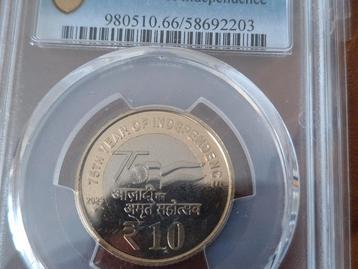 Independence
980510.66/58692203
75TH YEAR OF INDEPENDENCE
75
आज़ादी का
अमृत महोत्सव
₹ 10